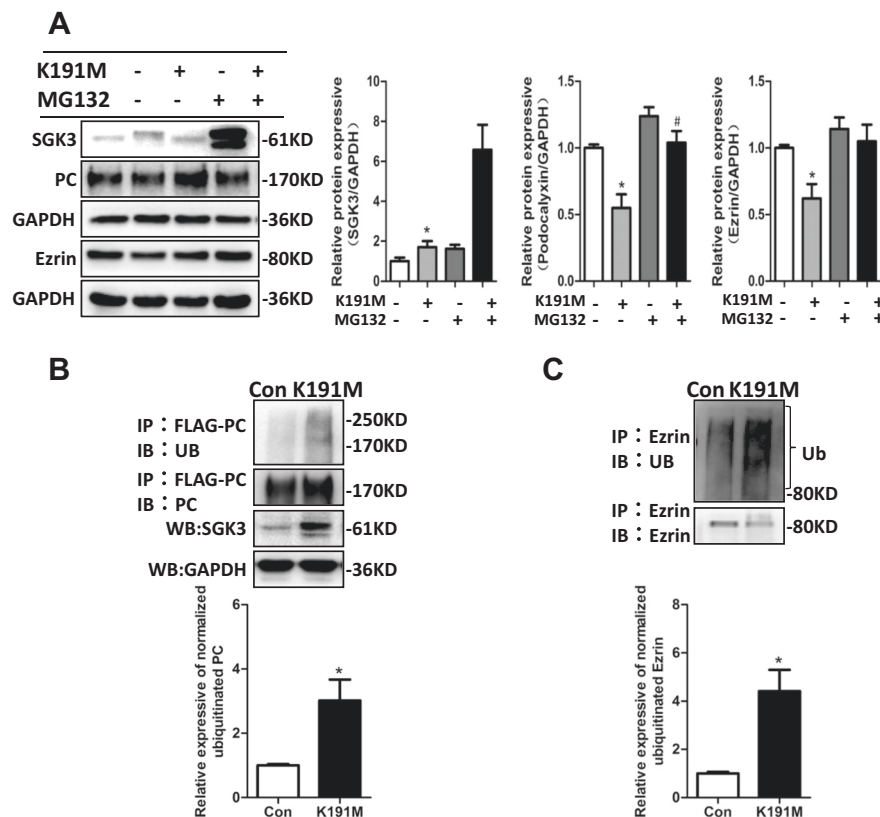 A
K191M - + - +
MG132 - - + +
SGK3 -61KD
PC -170KD
GAPDH -36KD
Ezrin -80KD
GAPDH -36KD
Relative protein expressive
(SGK3/GAPDH)
10
8
6
4
2
0
K191M - + - +
MG132 - - + +
*
Relative protein expressive
(Podocalyxin/GAPDH)
1.5
1.0
0.5
0.0
K191M - + - +
MG132 - - + +
*
#
Relative protein expressive
(Ezrin/GAPDH)
1.5
1.0
0.5
0.0
K191M - + - +
MG132 - - + +
*
B
Con K191M
IP：FLAG-PC
IB：UB
-250KD
-170KD
IP：FLAG-PC
IB：PC
-170KD
WB:SGK3 -61KD
WB:GAPDH -36KD
Relative expressive of normalized
ubiquitinated PC
6
4
2
0
*
Con K191M
C
Con K191M
IP：Ezrin
IB：UB
Ub
-80KD
IP：Ezrin
IB：Ezrin
-80KD
Relative expressive of normalized
ubiquitinated Ezrin
8
6
4
2
0
*
Con K191M